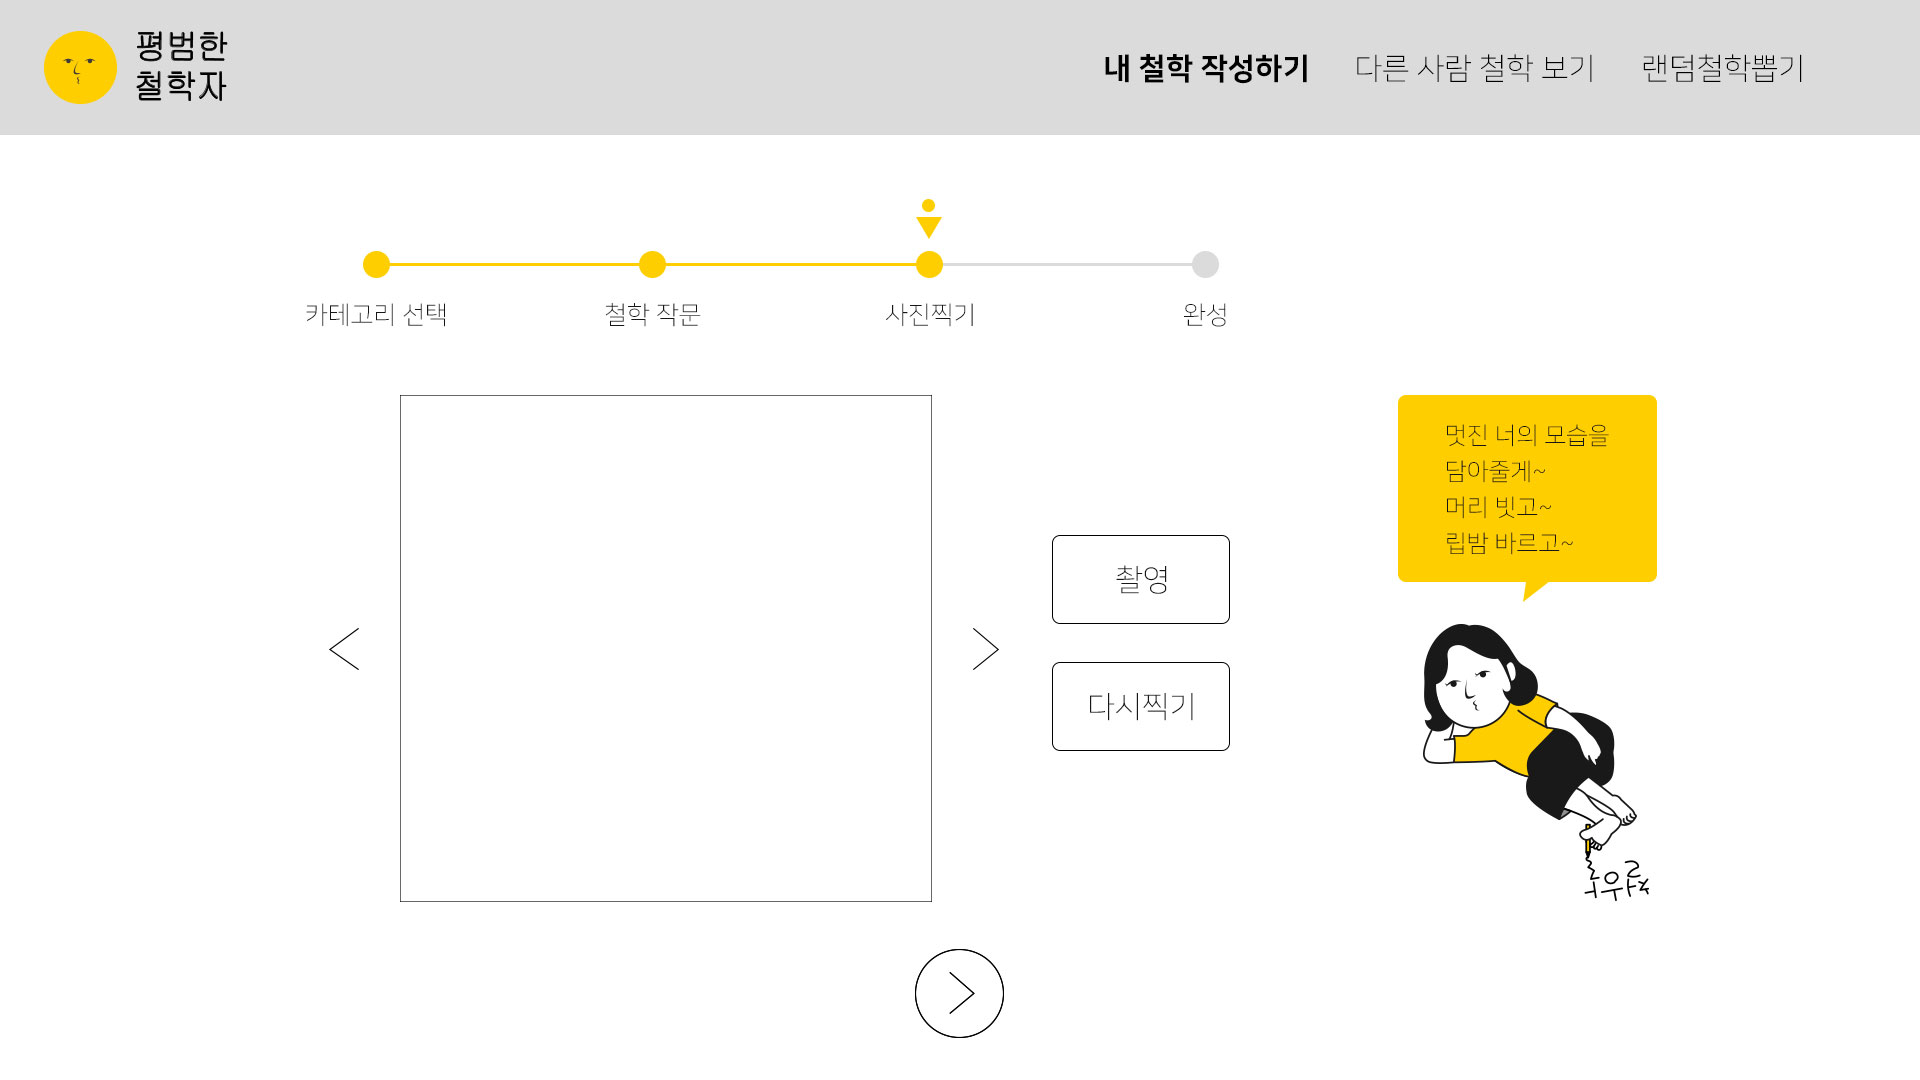 평범한
철학자
내 철학 작성하기 다른 사람 철학 보기 랜덤철학뽑기
카테고리 선택 철학 작문 사진찍기 완성
멋진 너의 모습을
담아줄게~
머리 빗고~
립밤 바르고~
촬영
다시찍기